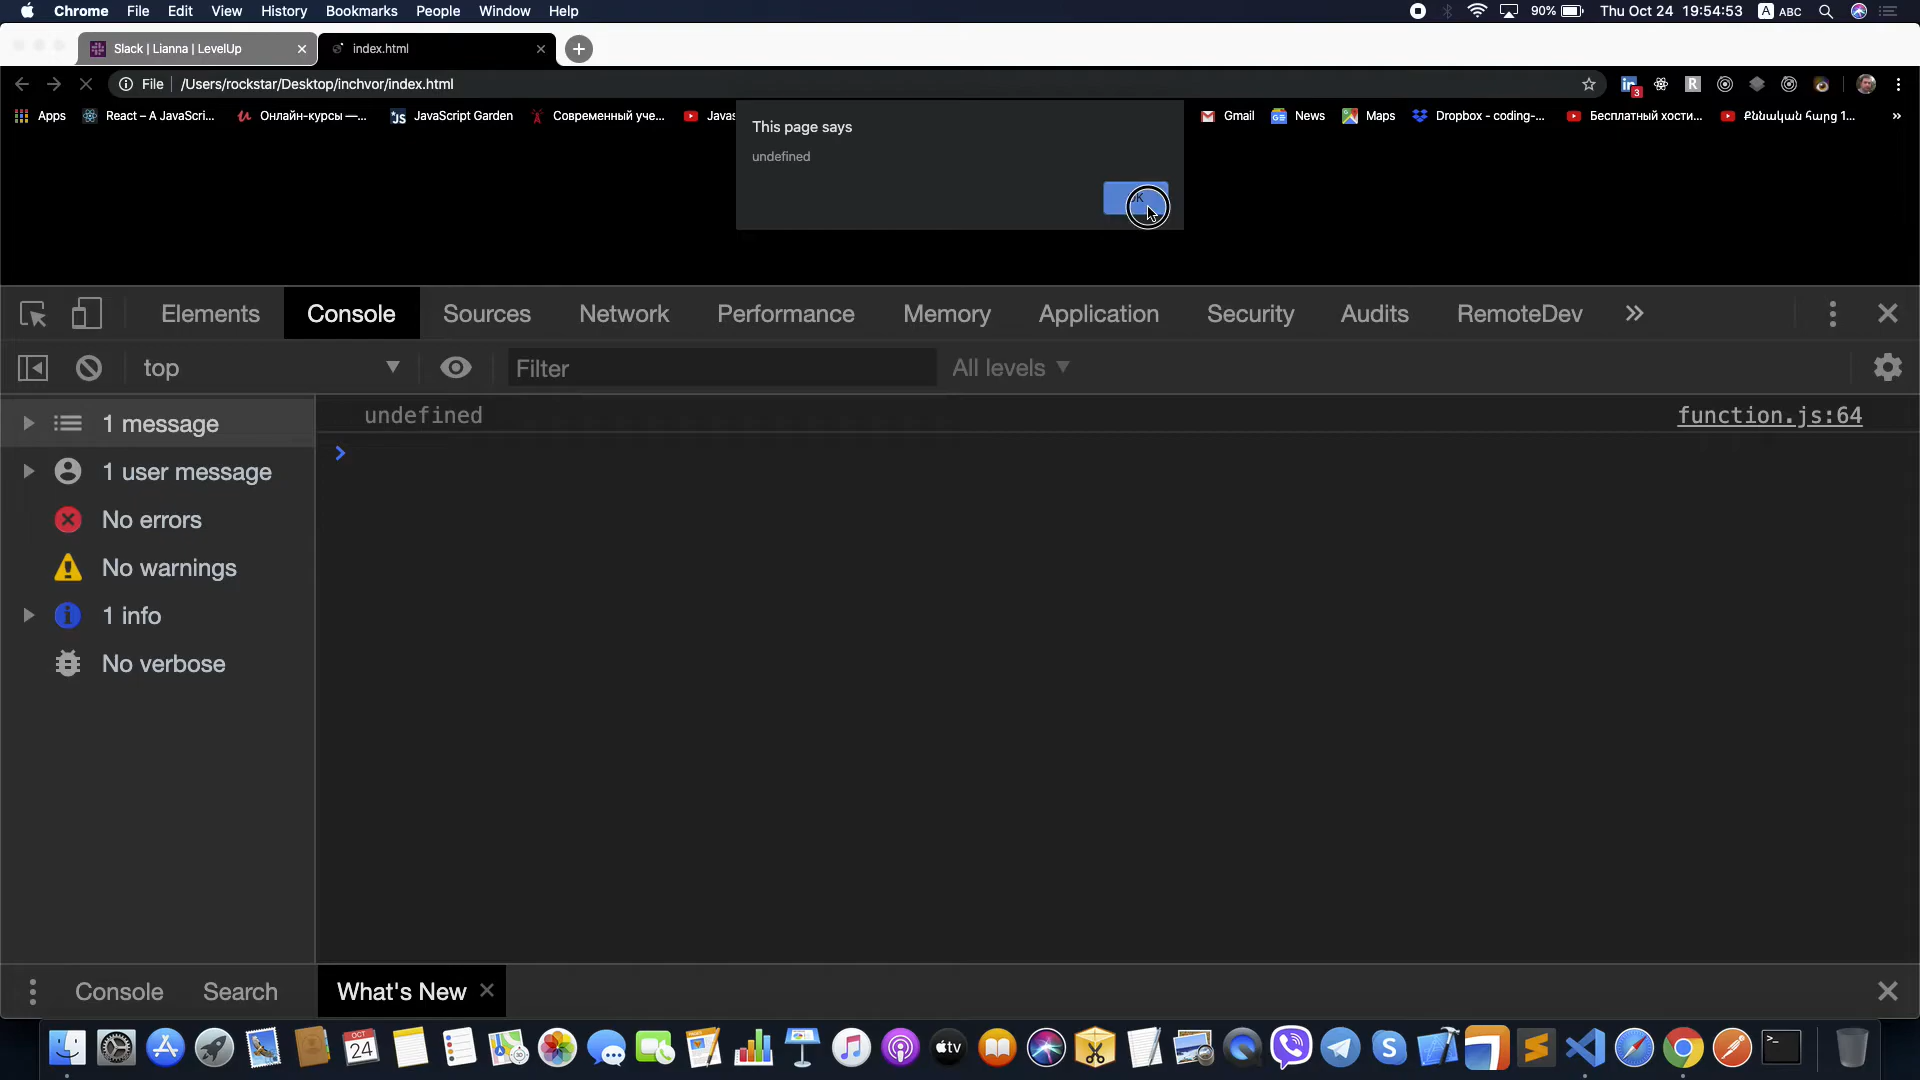 Chrome File Edit View History Bookmarks People Window Help 90% Thu Oct 24 19:54:53 A ABC
Slack | Lianna | LevelUp index.html
File /Users/rockstar/Desktop/inchvor/index.html 3
Apps React – A JavaScri... Онлайн-курсы —... JavaScript Garden Современный уче... Javas Gmail News Maps Dropbox - coding-... Бесплатный хости... Քննական հարց 1...
This page says
undefined
Elements Console Sources Network Performance Memory Application Security Audits RemoteDev
top Filter All levels
1 message
undefined function.js:64
1 user message
No errors
No warnings
1 info
No verbose
Console Search What's New
OCT
24
tv